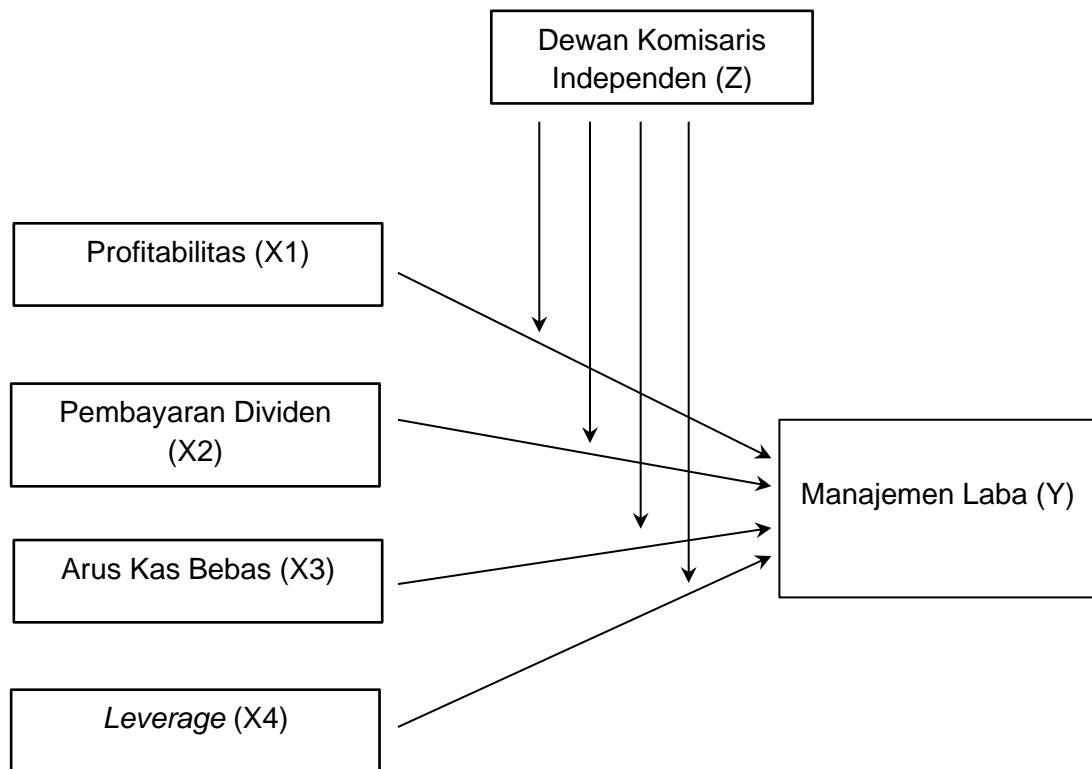 Dewan Komisaris
Independen (Z)
Profitabilitas (X1)
Pembayaran Dividen
(X2)
Manajemen Laba (Y)
Arus Kas Bebas (X3)
Leverage (X4)